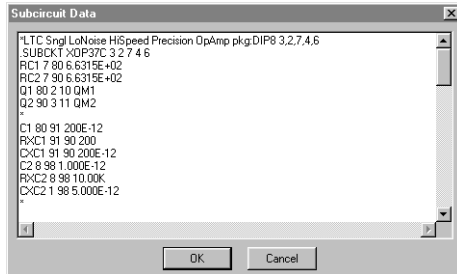 Subcircuit Data
*LTC Sngl LoNoise HiSpeed Precision OpAmp pkg:DIP8 3,2,7,4,6
.SUBCKT XOP37C 3 2 7 4 6
RC1 7 80 6.6315E+02
RC2 7 90 6.6315E+02
Q1 80 2 10 QM1
Q2 90 3 11 QM2
*
C1 80 91 200E-12
RXC1 91 90 200
CXC1 91 90 200E-12
C2 8 98 1.000E-12
RXC2 8 98 10.00K
CXC2 1 98 5.000E-12
*
OK
Cancel